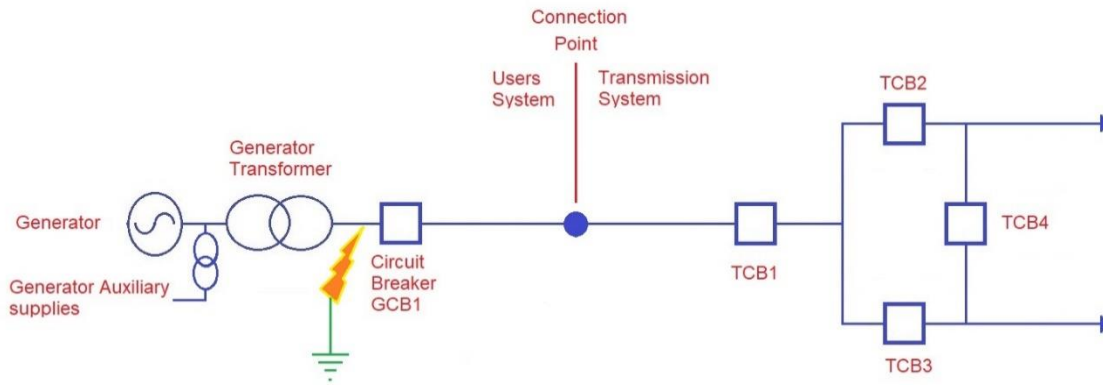 Connection
Point
Users
System
Transmission
System
TCB2
Generator
Transformer
Generator
TCB4
Circuit
Breaker
GCB1
TCB1
Generator Auxiliary
supplies
TCB3